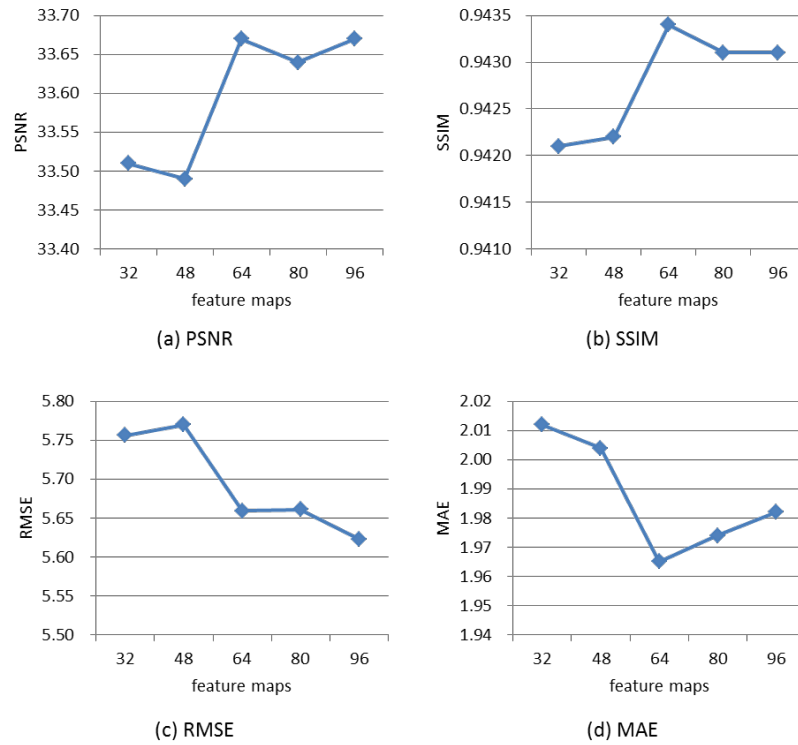 33.70
33.65
33.60
33.55
33.50
33.45
33.40
PSNR
32 48 64 80 96
feature maps
(a) PSNR
0.9435
0.9430
0.9425
0.9420
0.9415
0.9410
SSIM
32 48 64 80 96
feature maps
(b) SSIM
5.80
5.75
5.70
5.65
5.60
5.55
5.50
RMSE
32 48 64 80 96
feature maps
(c) RMSE
2.02
2.01
2.00
1.99
1.98
1.97
1.96
1.95
1.94
MAE
32 48 64 80 96
feature maps
(d) MAE